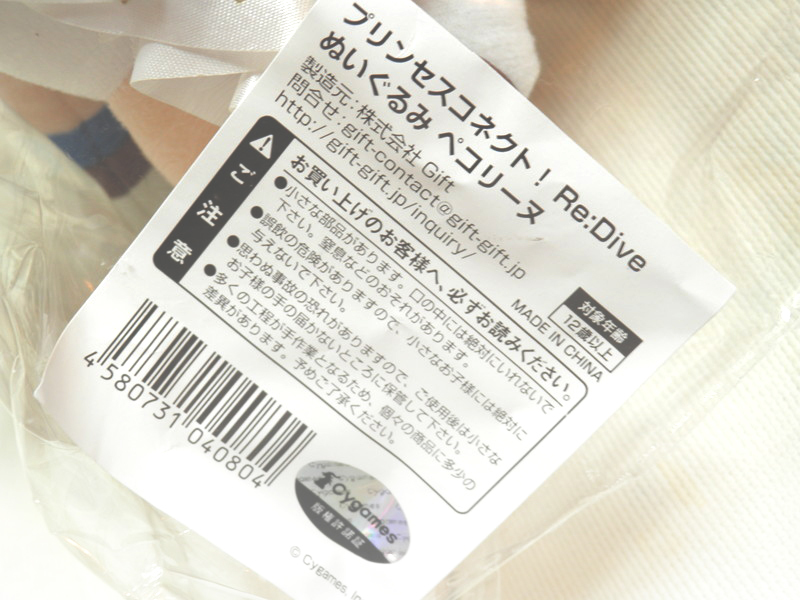 プリンセスコネクト！Re:Dive
ぬいぐるみ ペコリーヌ
製造元：株式会社 Gift
問合せ：gift-contact@gift-gift.jp
http://gift-gift.jp/inquiry/
対象年齢
12歳以上
MADE IN CHINA
ご注意
お買い上げのお客様へ、必ずお読みください。
●小さな部品があります。口の中には絶対にいれないで
下さい。窒息などのおそれがあります。
●誤飲の危険がありますので、小さなお子様には絶対に
与えないで下さい。
●思わぬ事故の恐れがありますので、ご使用後は小さな
お子様の手の届かないところに保管して下さい。
●多くの工程が手作業となるため、個々の商品に多少の
差異があります。予めご了承ください。
4 580731 040804
Cygames
版権許諾証
© Cygames, In